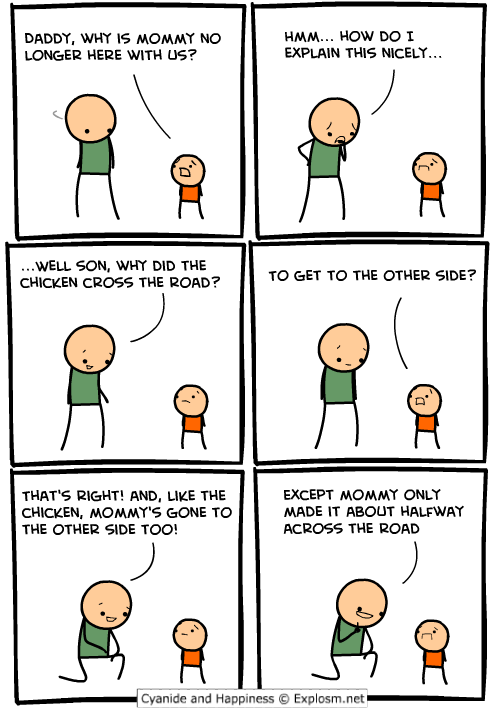 DADDY, WHY IS MOMMY NO
LONGER HERE WITH US?
HMM... HOW DO I
EXPLAIN THIS NICELY...
...WELL SON, WHY DID THE
CHICKEN CROSS THE ROAD?
TO GET TO THE OTHER SIDE?
THAT'S RIGHT! AND, LIKE THE
CHICKEN, MOMMY'S GONE TO
THE OTHER SIDE TOO!
EXCEPT MOMMY ONLY
MADE IT ABOUT HALFWAY
ACROSS THE ROAD
Cyanide and Happiness © Explosm.net